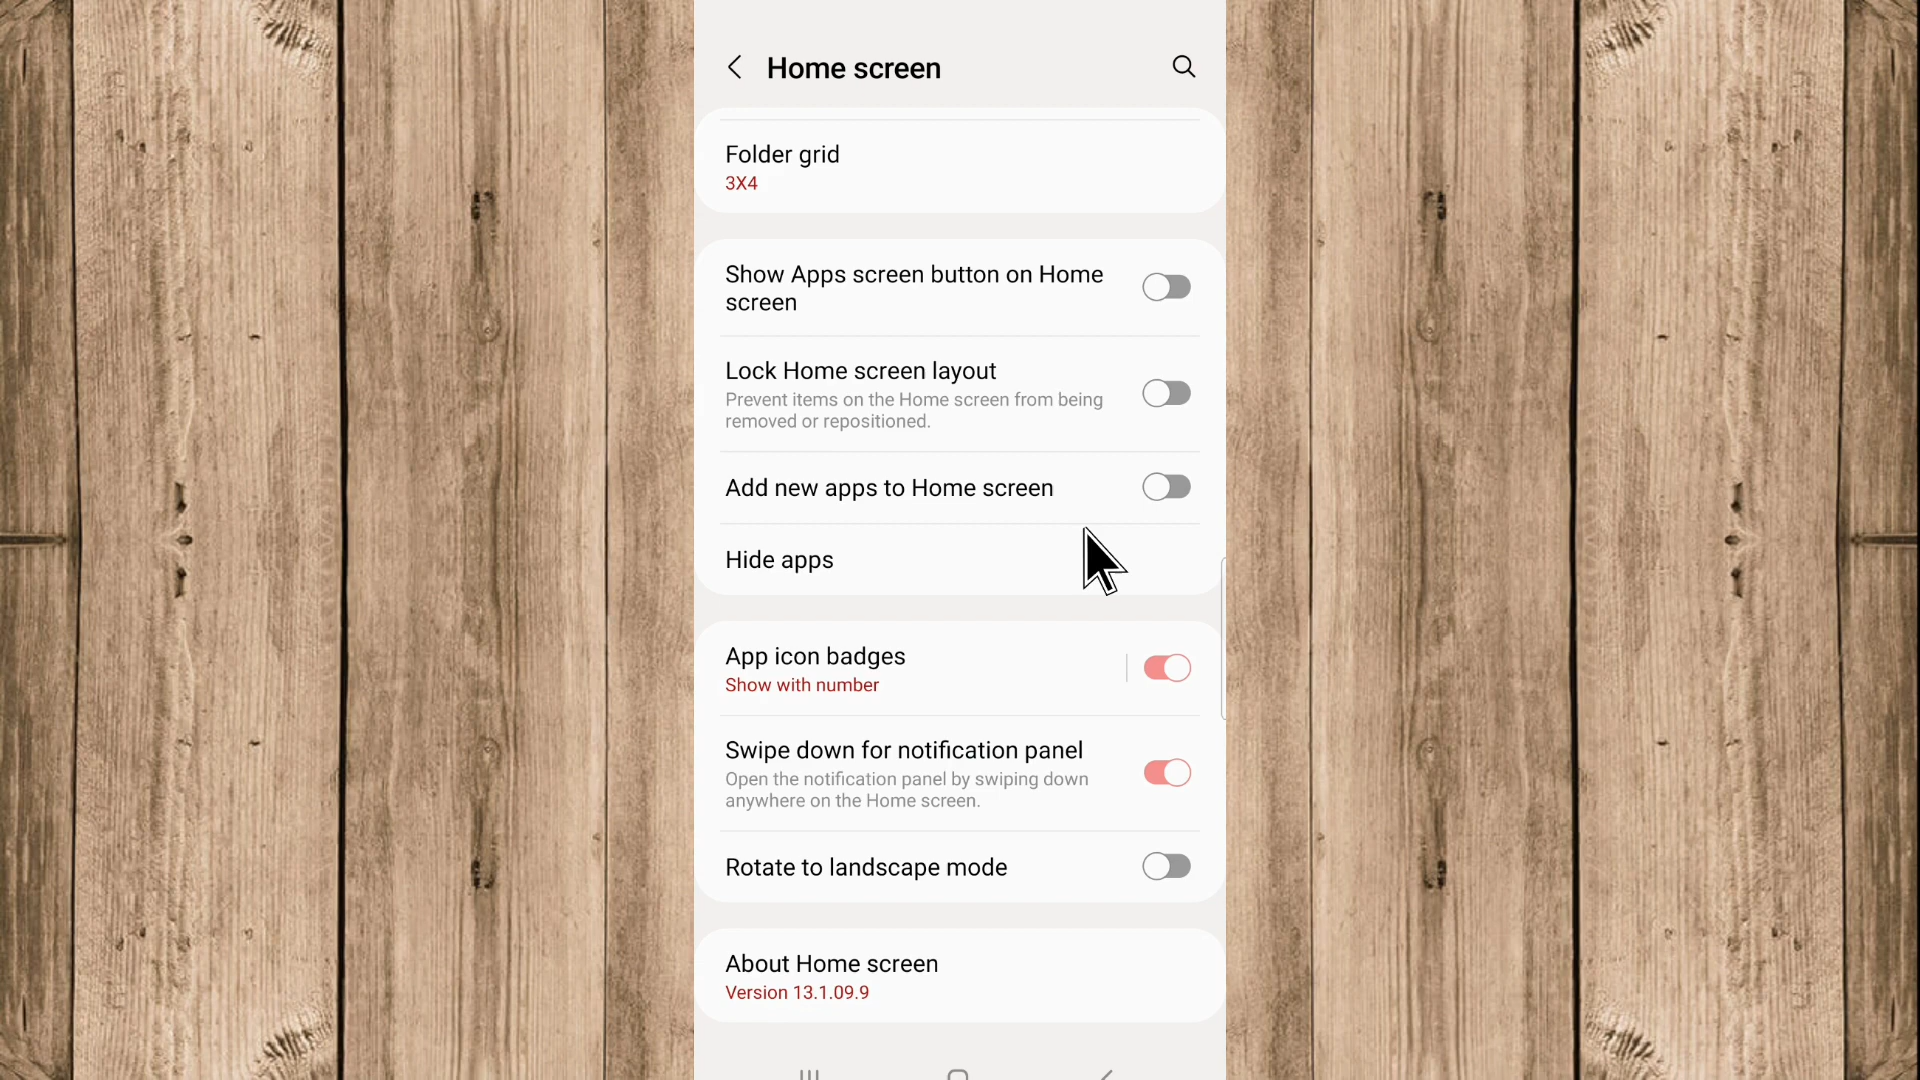 Home screen
Folder grid
3X4
Show Apps screen button on Home
screen
Lock Home screen layout
Prevent items on the Home screen from being
removed or repositioned.
Add new apps to Home screen
Hide apps
App icon badges
Show with number
Swipe down for notification panel
Open the notification panel by swiping down
anywhere on the Home screen.
Rotate to landscape mode
About Home screen
Version 13.1.09.9